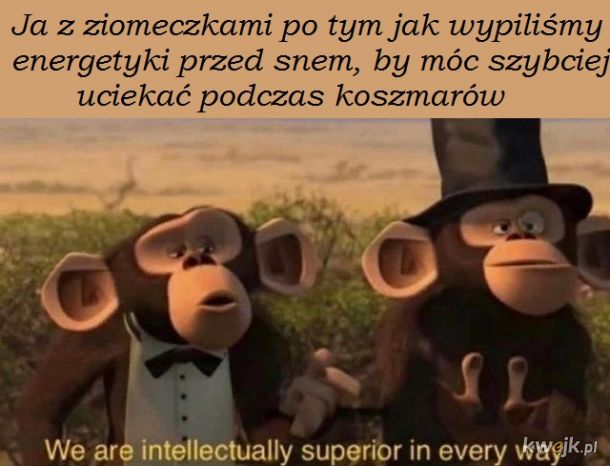 Ja z ziomeczkami po tym jak wypiliśmy
energetyki przed snem, by móc szybciej
uciekać podczas koszmarów
We are intellectually superior in every way
kwejk.pl